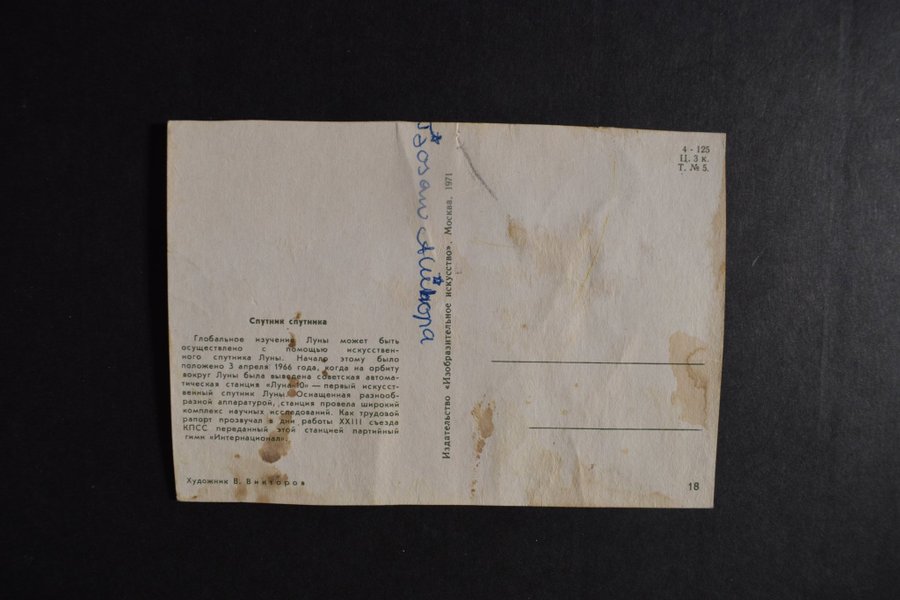 4 - 125
Ц. 3 к.
Т. № 5.
Спутник спутника
Глобальное изучение Луны может быть
осуществлено с помощью искусствен-
ного спутника Луны. Начало этому было
положено 3 апреля 1966 года, когда на орбиту
вокруг Луны была выведена советская автома-
тическая станция «Луна-10» — первый искусст-
венный спутник Луны. Оснащенная разнооб-
разной аппаратурой, станция провела широкий
комплекс научных исследований. Как трудовой
рапорт прозвучал в дни работы XXIII съезда
КПСС переданный этой станцией партийный
гимн «Интернационал».
Художник В. Викторов
Издательство «Изобразительное искусство». Москва. 1971
18